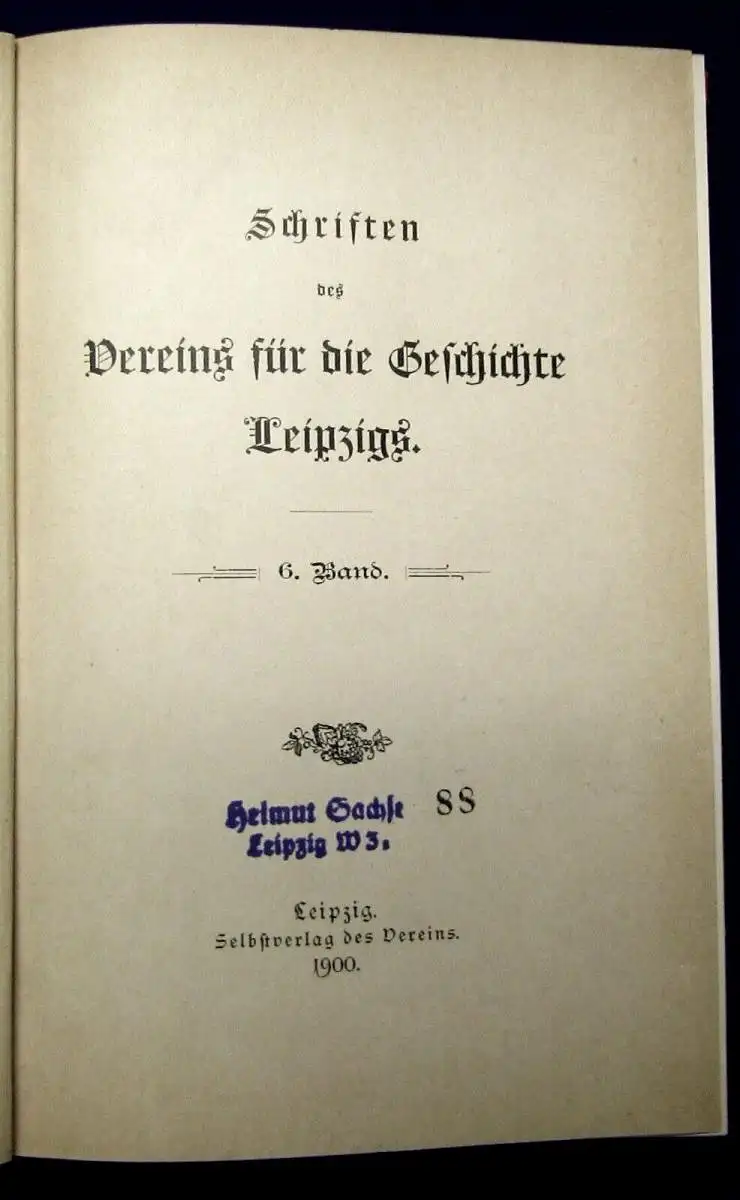 Schriften
des
Vereins für die Geschichte
Leipzigs.
6. Band.
Helmut Sachse 88
Leipzig W 3.
Leipzig.
Selbstverlag des Vereins.
1900.